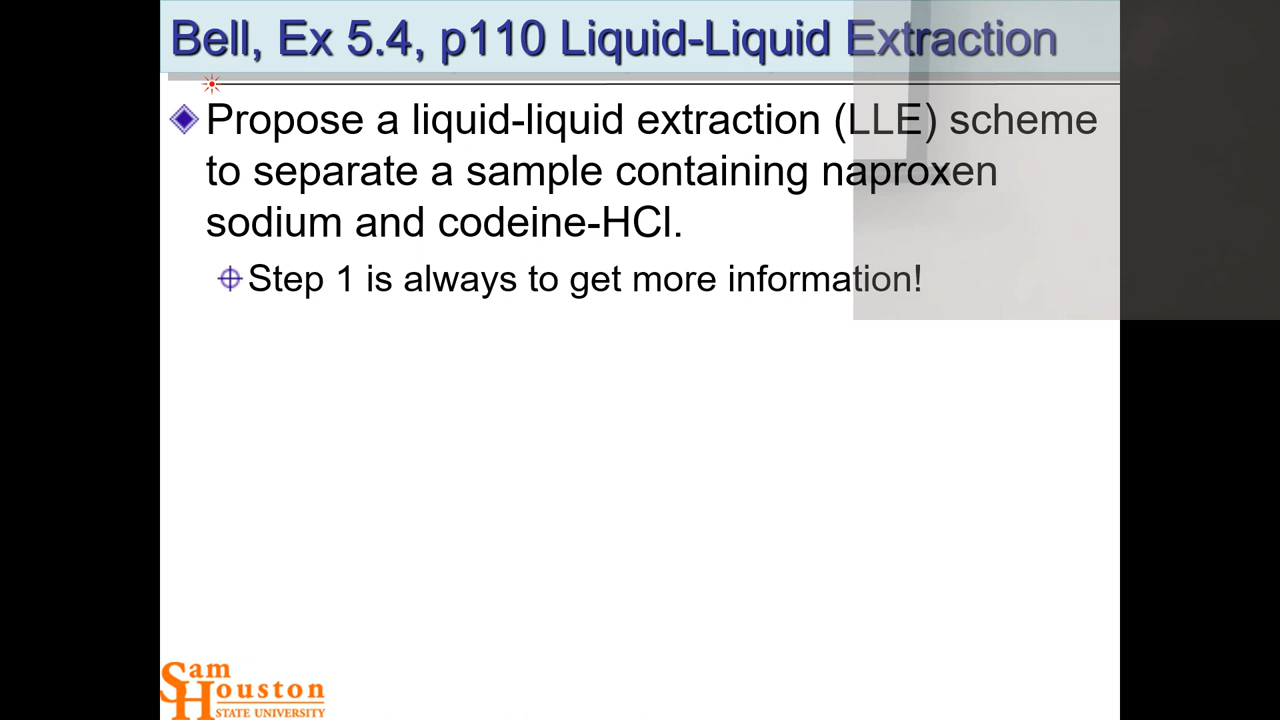 Bell, Ex 5.4, p110 Liquid-Liquid Extraction
Propose a liquid-liquid extraction (LLE) scheme
to separate a sample containing naproxen
sodium and codeine-HCl.
Step 1 is always to get more information!
Sam
Houston
STATE UNIVERSITY